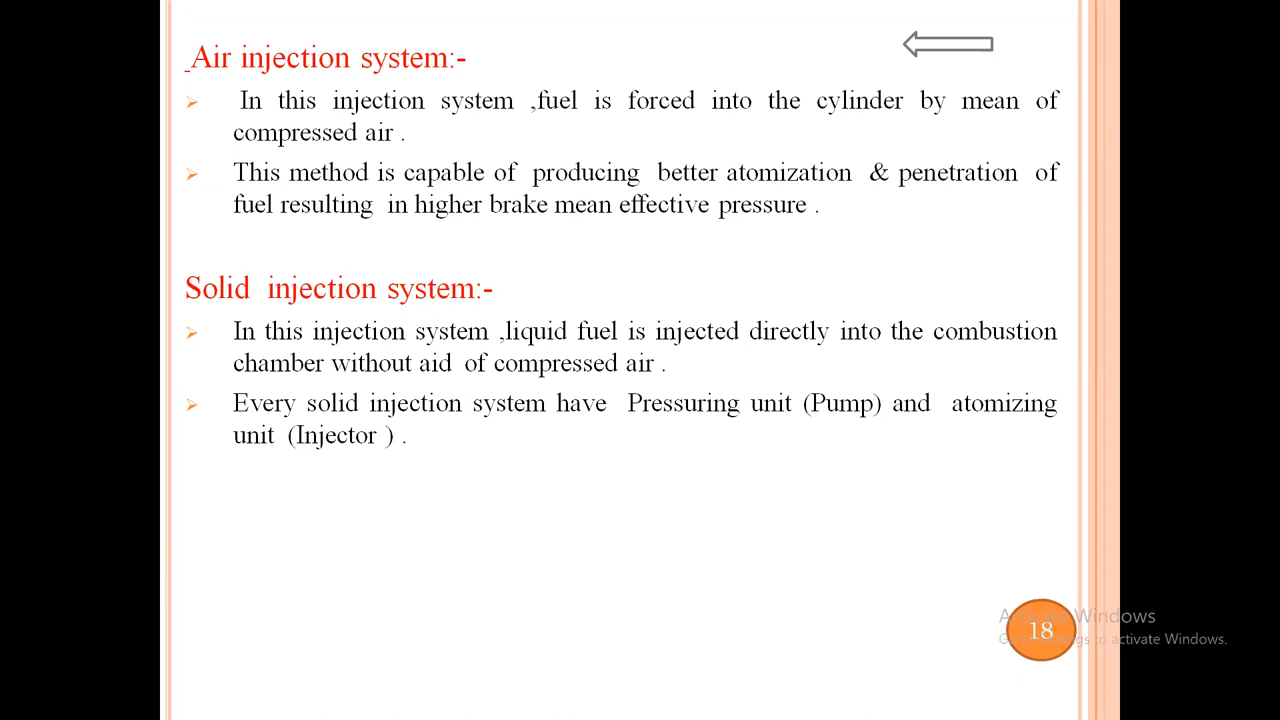 Air injection system:-
➢ In this injection system ,fuel is forced into the cylinder by mean of
compressed air .
➢ This method is capable of producing better atomization & penetration of
fuel resulting in higher brake mean effective pressure .
Solid injection system:-
➢ In this injection system ,liquid fuel is injected directly into the combustion
chamber without aid of compressed air .
➢ Every solid injection system have Pressuring unit (Pump) and atomizing
unit (Injector ) .
18
Activate Windows
Go to Settings to activate Windows.